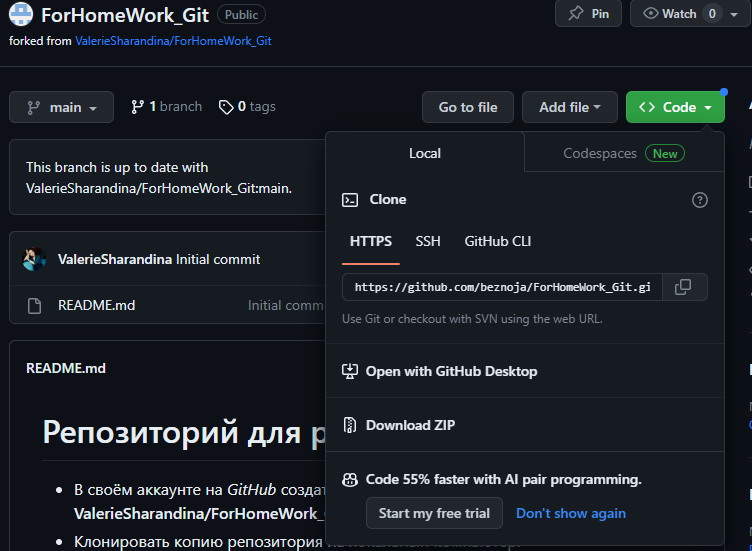 ForHomeWork_Git Public Pin Watch 0
forked from ValerieSharandina/ForHomeWork_Git
main 1 branch 0 tags Go to file Add file Code
This branch is up to date with
ValerieSharandina/ForHomeWork_Git:main.
Local Codespaces New
Clone
HTTPS SSH GitHub CLI
https://github.com/beznoja/ForHomeWork_Git.gi
Use Git or checkout with SVN using the web URL.
Open with GitHub Desktop
Download ZIP
Code 55% faster with AI pair programming.
Start my free trial Don't show again
ValerieSharandina Initial commit
README.md Initial comm
README.md
Репозиторий для р
В своём аккаунте на GitHub создат
ValerieSharandina/ForHomeWork_
Клонировать копию репозитория